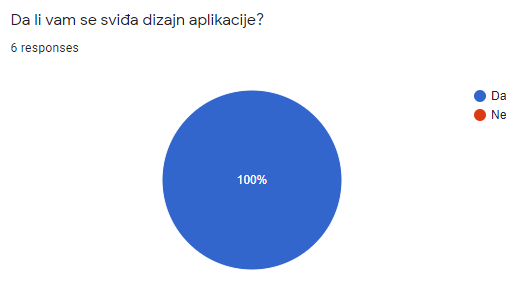 Da li vam se sviđa dizajn aplikacije?
6 responses
Da
Ne
100%